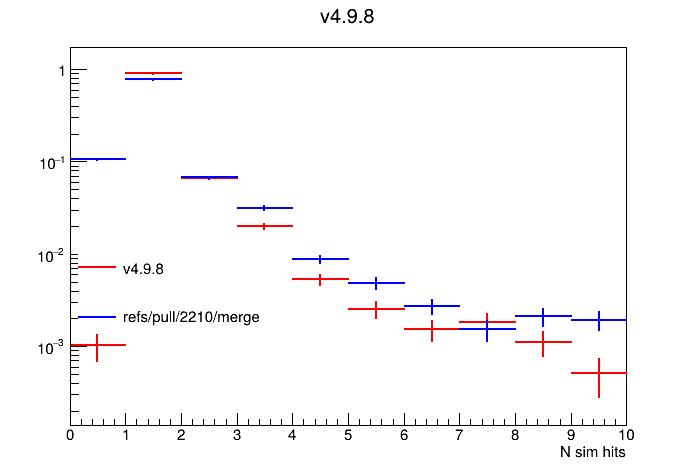 v4.9.8
1
10⁻¹
10⁻²
v4.9.8
refs/pull/2210/merge
10⁻³
0 1 2 3 4 5 6 7 8 9 10
N sim hits